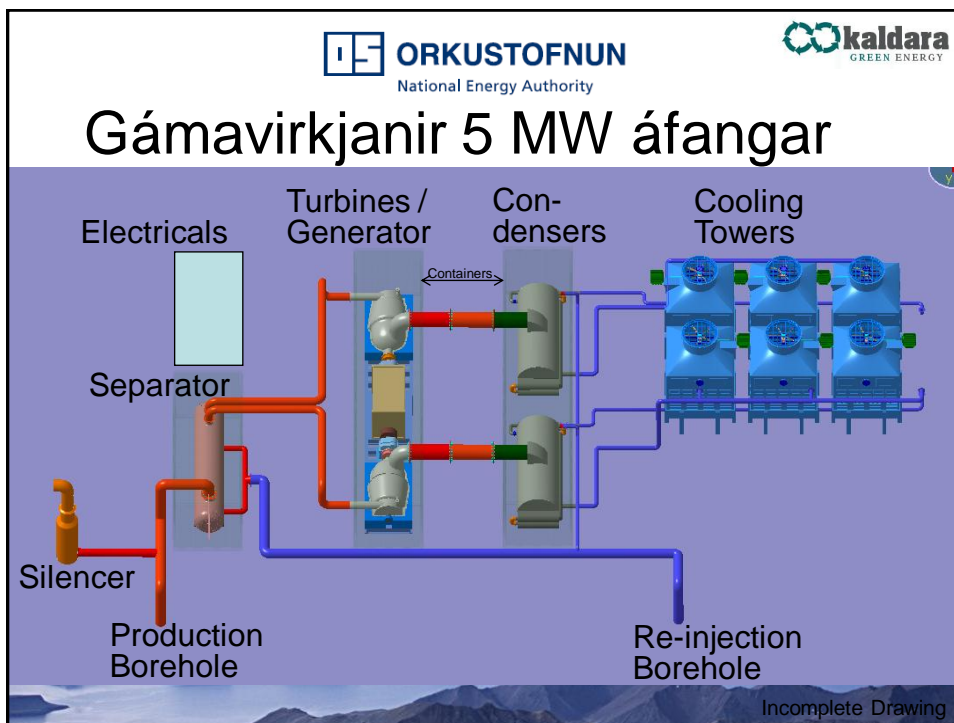 OS ORKUSTOFNUN
National Energy Authority
kaldara
GREEN ENERGY
Gámavirkjanir 5 MW áfangar
y
Electricals
Turbines /
Generator
Con-
densers
Cooling
Towers
Containers
Separator
Silencer
Production
Borehole
Re-injection
Borehole
Incomplete Drawing